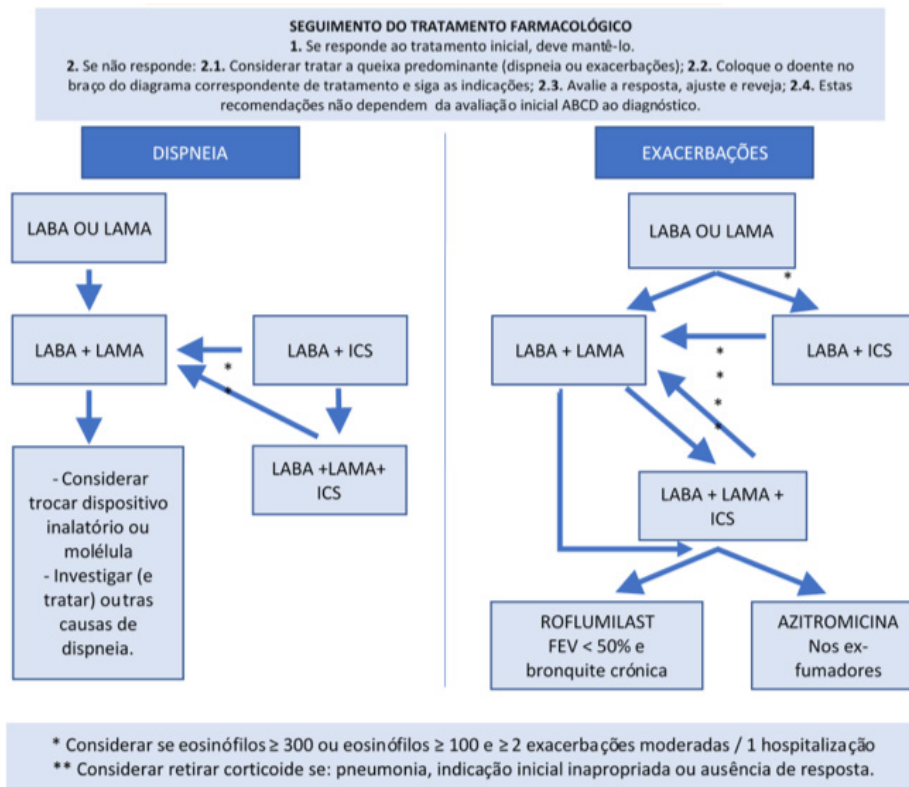 SEGUIMENTO DO TRATAMENTO FARMACOLÓGICO
1. Se responde ao tratamento inicial, deve mantê-lo.
2. Se não responde: 2.1. Considerar tratar a queixa predominante (dispneia ou exacerbações); 2.2. Coloque o doente no
braço do diagrama correspondente de tratamento e siga as indicações; 2.3. Avalie a resposta, ajuste e reveja; 2.4. Estas
recomendações não dependem da avaliação inicial ABCD ao diagnóstico.
DISPNEIA
LABA OU LAMA
LABA + LAMA
LABA + ICS
*
*
LABA +LAMA+
ICS
- Considerar
trocar dispositivo
inalatório ou
molélula
- Investigar (e
tratar) outras
causas de
dispneia.
EXACERBAÇÕES
LABA OU LAMA
*
LABA + LAMA
LABA + ICS
*
*
*
*
LABA + LAMA +
ICS
ROFLUMILAST
FEV < 50% e
bronquite crónica
AZITROMICINA
Nos ex-
fumadores
* Considerar se eosinófilos ≥ 300 ou eosinófilos ≥ 100 e ≥ 2 exacerbações moderadas / 1 hospitalização
** Considerar retirar corticoide se: pneumonia, indicação inicial inapropriada ou ausência de resposta.